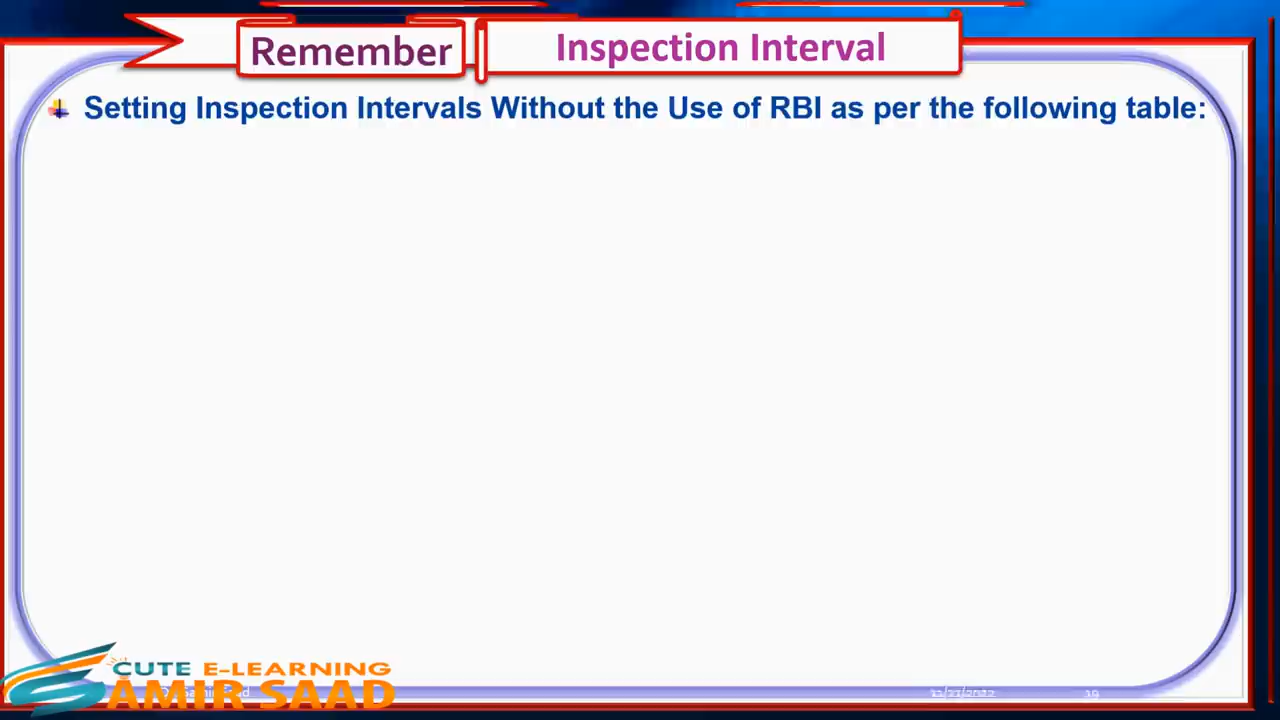 Remember
Inspection Interval
Setting Inspection Intervals Without the Use of RBI as per the following table:
CUTE E-LEARNING
AMIR SAAD
19